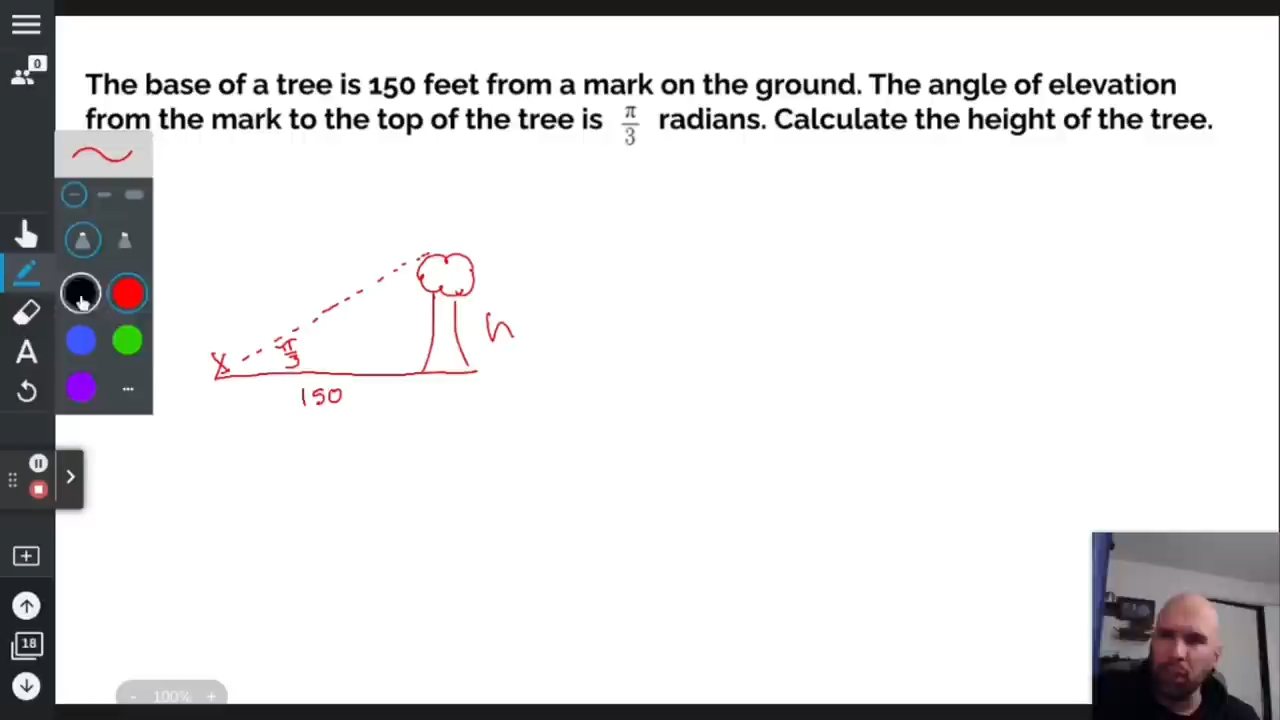 0
The base of a tree is 150 feet from a mark on the ground. The angle of elevation
from the mark to the top of the tree is π/3 radians. Calculate the height of the tree.
A
h
X
π/3
150
18
- 100% +